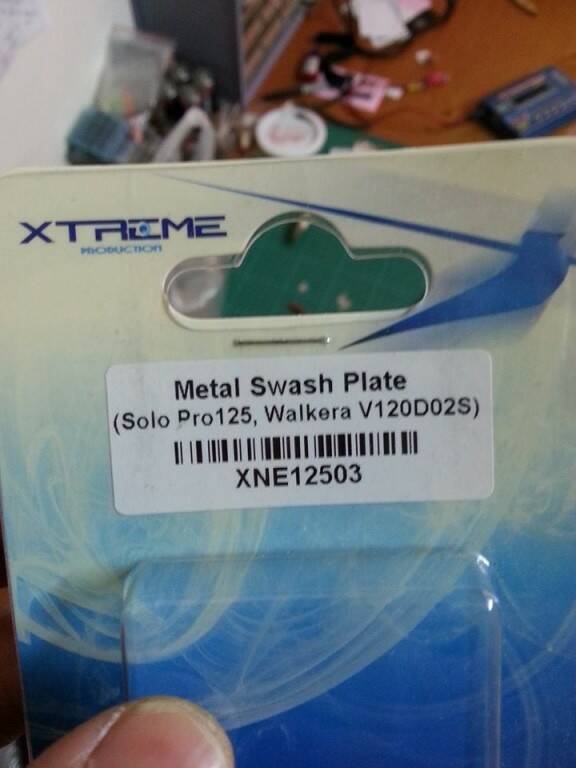 XTREME
PRODUCTION
Metal Swash Plate
(Solo Pro125, Walkera V120D02S)
XNE12503